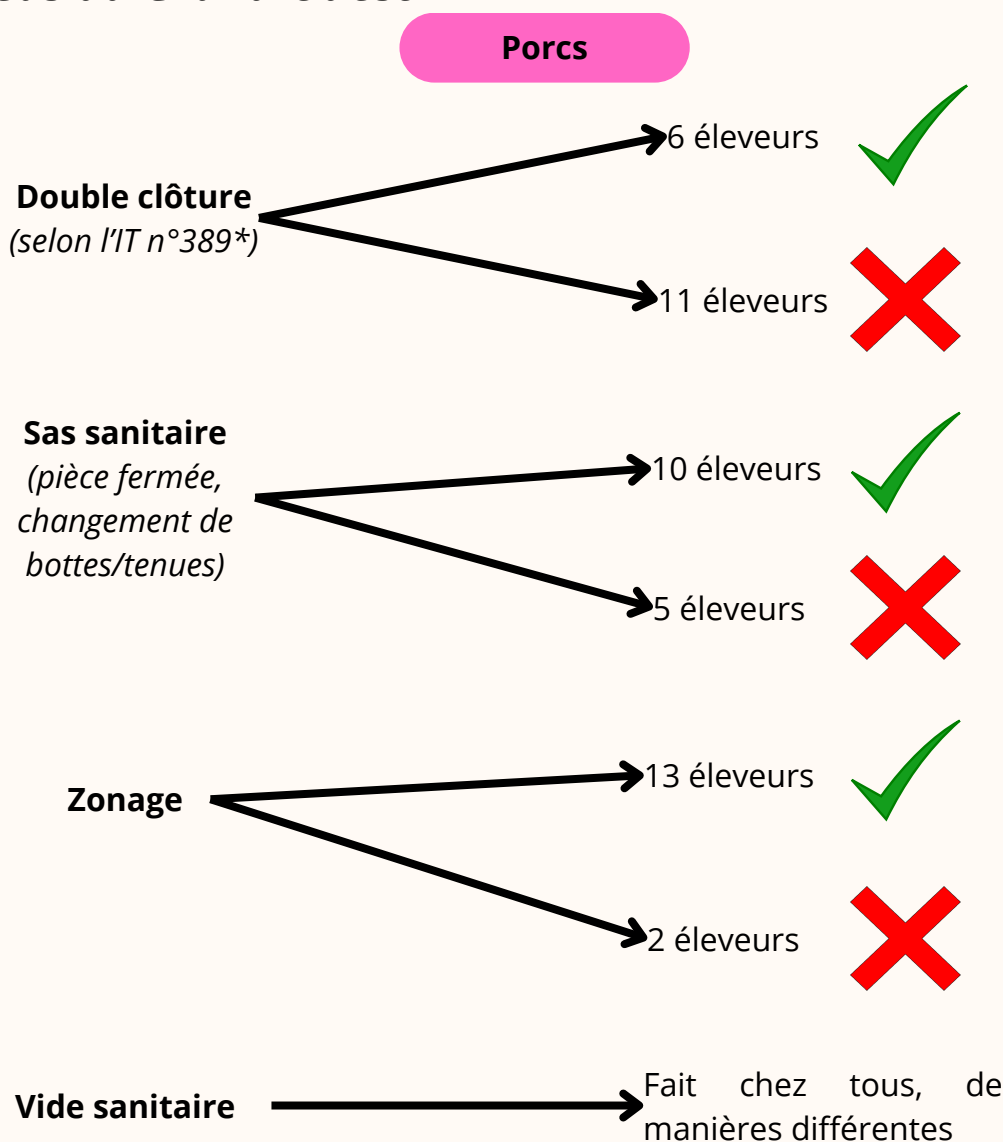 Porcs
6 éleveurs
Double clôture
(selon l'IT n°389*)
11 éleveurs
Sas sanitaire
(pièce fermée,
changement de
bottes/tenues)
10 éleveurs
5 éleveurs
13 éleveurs
Zonage
2 éleveurs
Vide sanitaire
Fait chez tous, de
manières différentes